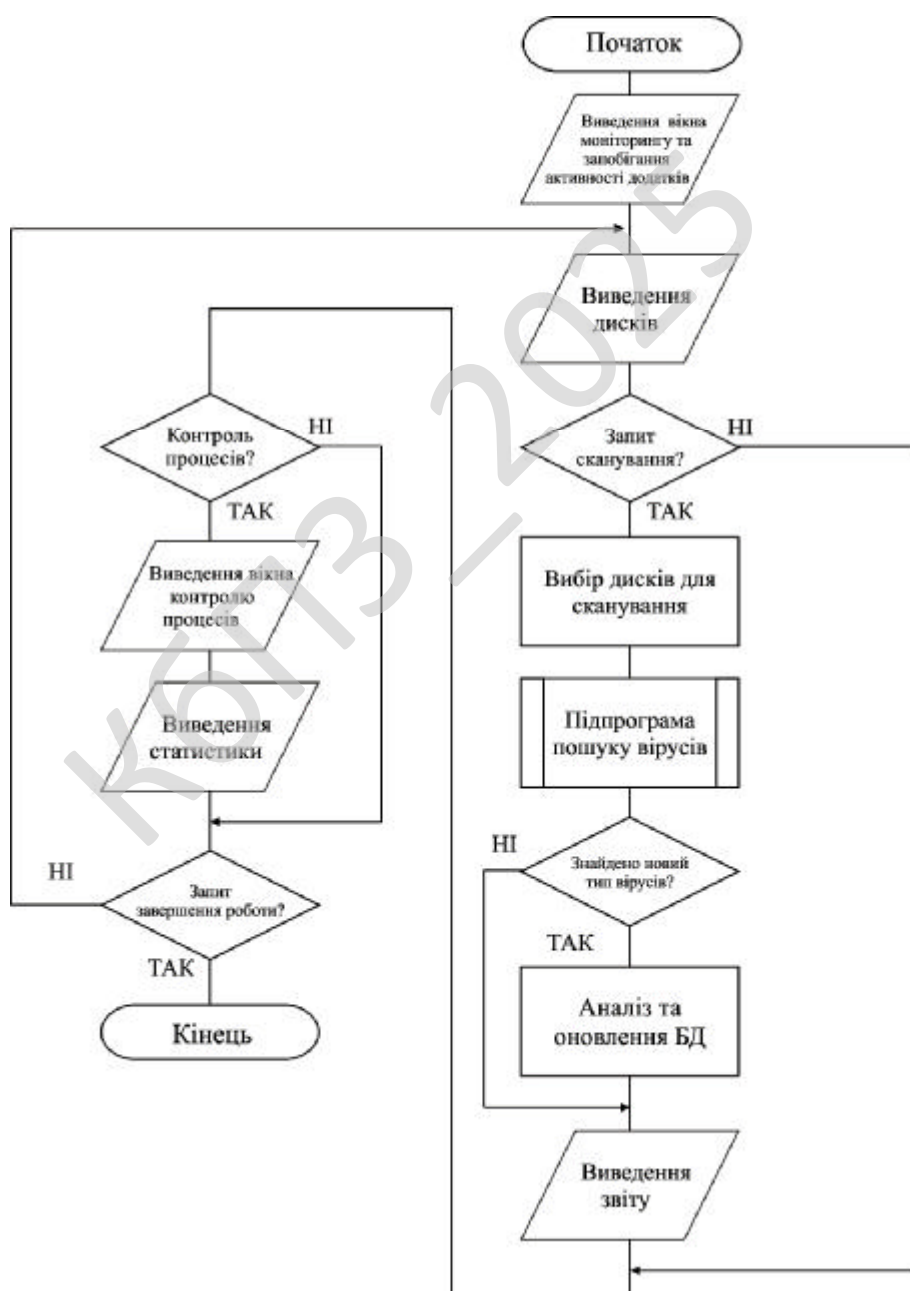 Початок
Виведення вікна
моніторингу та
запобігання
активності додатків
Виведення
дисків
Запит
сканування?
НІ
ТАК
Вибір дисків для
сканування
Підпрограма
пошуку вірусів
НІ
Знайдено новий
тип вірусів?
ТАК
Аналіз та
оновлення БД
Виведення
звіту
Контроль
процесів?
НІ
ТАК
Виведення вікна
контролю
процесів
Виведення
статистики
НІ
Запит
завершення роботи?
ТАК
Кінець
КБПЗ_2025